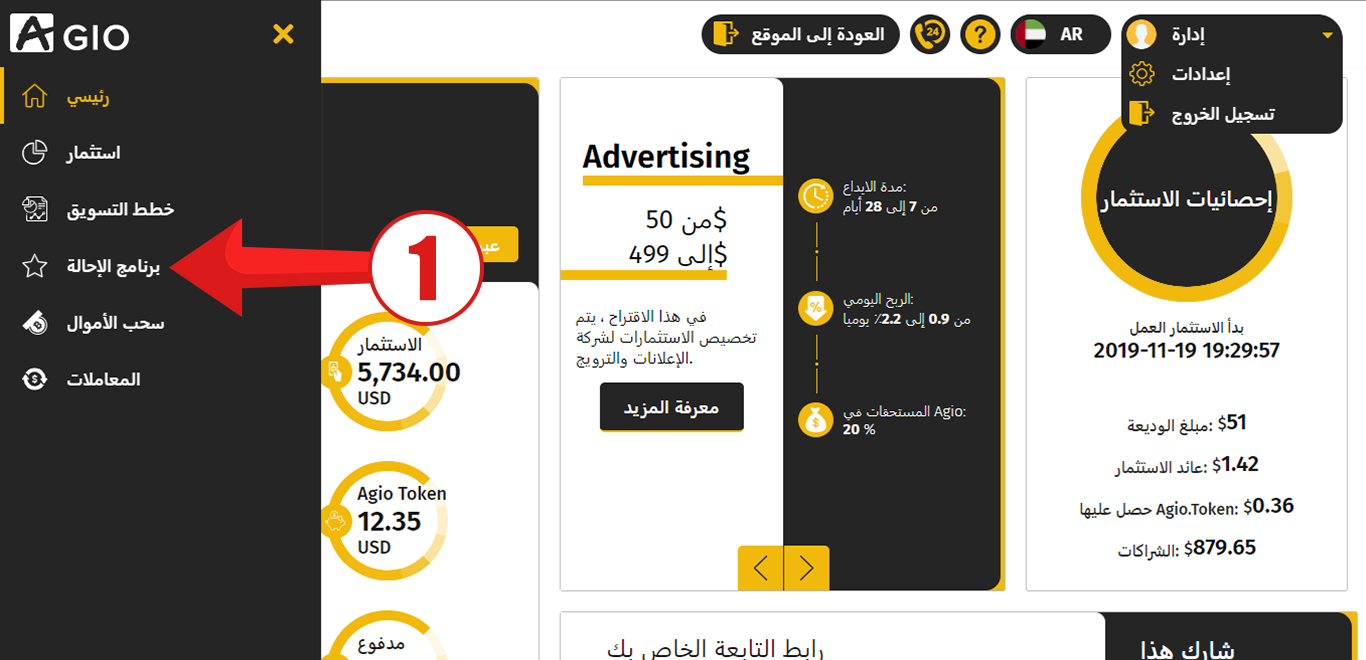 AGIO
رئيسي
استثمار
خطط التسويق
برنامج الإحالة
سحب الأموال
المعاملات
1
العودة إلى الموقع
24
?
AR
إدارة
إعدادات
تسجيل الخروج
الاستثمار
5,734.00
USD
Agio Token
12.35
USD
مدفوع
Advertising
من 50$
إلى 499$
في هذا الاقتراح ، يتم
تخصيص الاستثمارات لشركة
الإعلانات والترويج.
معرفة المزيد
مدة الايداع:
من 7 إلى 28 أيام
الربح اليومي:
من 0.9 إلى 2.2٪ يوميا
المستحقات في Agio:
20 %
إحصائيات الاستثمار
بدأ الاستثمار العمل
2019-11-19 19:29:57
مبلغ الوديعة: $51
عائد الاستثمار: $1.42
حصل عليها Agio.Token: $0.36
الشراكات: $879.65
رابط التابعة الخاص بك
شارك هذا